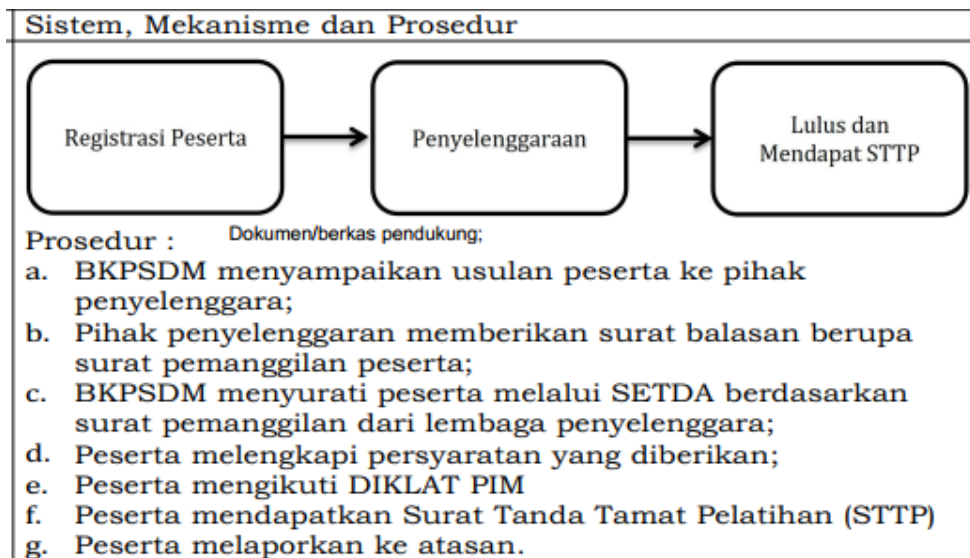 Sistem, Mekanisme dan Prosedur
Registrasi Peserta
Penyelenggaraan
Lulus dan
Mendapat STTP
Prosedur :
Dokumen/berkas pendukung;
a. BKPSDM menyampaikan usulan peserta ke pihak
penyelenggara;
b. Pihak penyelenggaran memberikan surat balasan berupa
surat pemanggilan peserta;
c. BKPSDM menyurati peserta melalui SETDA berdasarkan
surat pemanggilan dari lembaga penyelenggara;
d. Peserta melengkapi persyaratan yang diberikan;
e. Peserta mengikuti DIKLAT PIM
f. Peserta mendapatkan Surat Tanda Tamat Pelatihan (STTP)
g. Peserta melaporkan ke atasan.